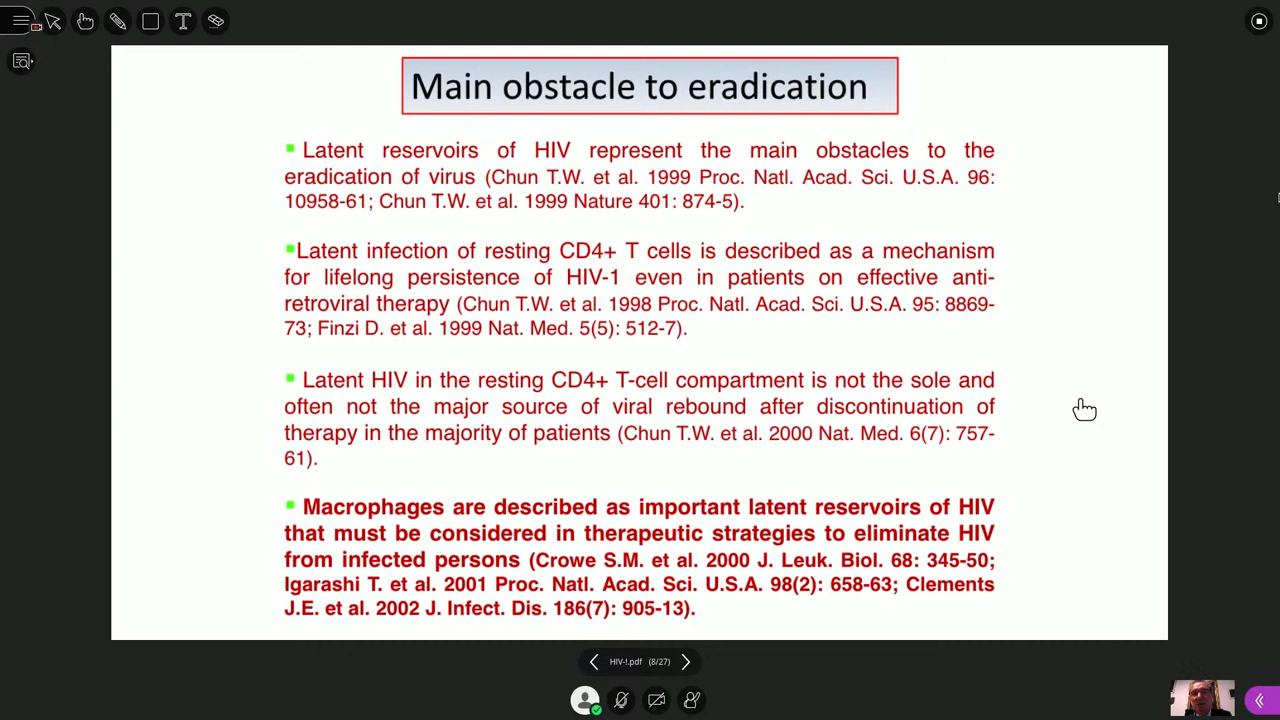 Main obstacle to eradication
Latent reservoirs of HIV represent the main obstacles to the
eradication of virus (Chun T.W. et al. 1999 Proc. Natl. Acad. Sci. U.S.A. 96:
10958-61; Chun T.W. et al. 1999 Nature 401: 874-5).
Latent infection of resting CD4+ T cells is described as a mechanism
for lifelong persistence of HIV-1 even in patients on effective anti-
retroviral therapy (Chun T.W. et al. 1998 Proc. Natl. Acad. Sci. U.S.A. 95: 8869-
73; Finzi D. et al. 1999 Nat. Med. 5(5): 512-7).
Latent HIV in the resting CD4+ T-cell compartment is not the sole and
often not the major source of viral rebound after discontinuation of
therapy in the majority of patients (Chun T.W. et al. 2000 Nat. Med. 6(7): 757-
61).
Macrophages are described as important latent reservoirs of HIV
that must be considered in therapeutic strategies to eliminate HIV
from infected persons (Crowe S.M. et al. 2000 J. Leuk. Biol. 68: 345-50;
Igarashi T. et al. 2001 Proc. Natl. Acad. Sci. U.S.A. 98(2): 658-63; Clements
J.E. et al. 2002 J. Infect. Dis. 186(7): 905-13).
HIV-!.pdf (8/27)